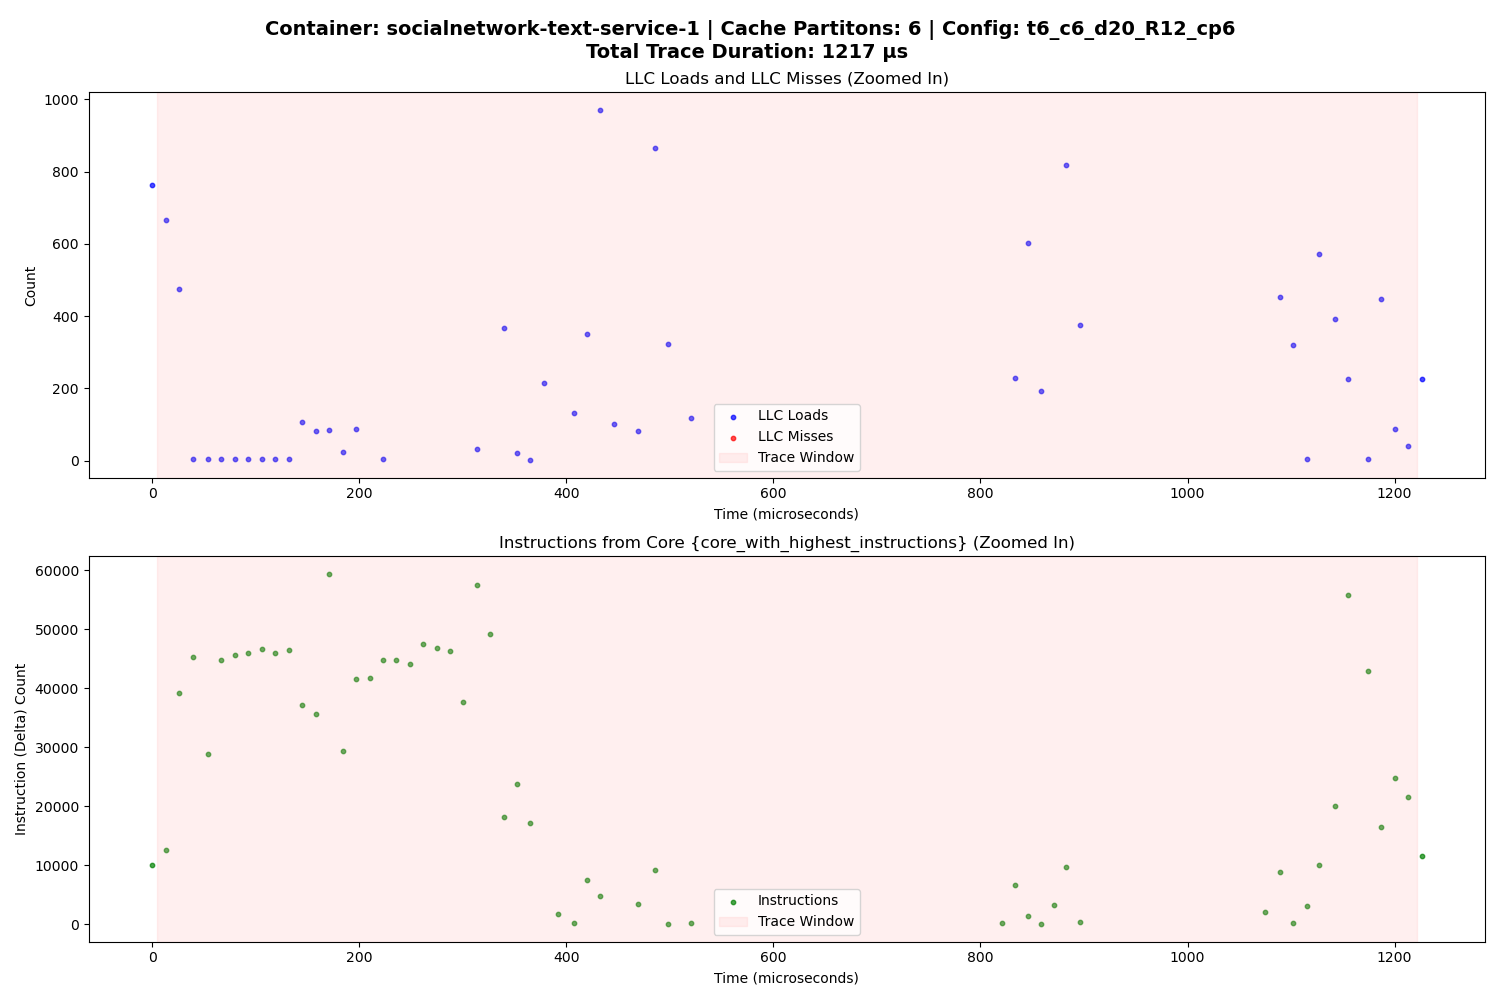 Container: socialnetwork-text-service-1 | Cache Partitons: 6 | Config: t6_c6_d20_R12_cp6
Total Trace Duration: 1217 µs
LLC Loads and LLC Misses (Zoomed In)
1000
800
600
400
200
0
Count
LLC Loads
LLC Misses
Trace Window
0 200 400 600 800 1000 1200
Time (microseconds)
Instructions from Core {core_with_highest_instructions} (Zoomed In)
60000
50000
40000
30000
20000
10000
0
Instruction (Delta) Count
Instructions
Trace Window
0 200 400 600 800 1000 1200
Time (microseconds)